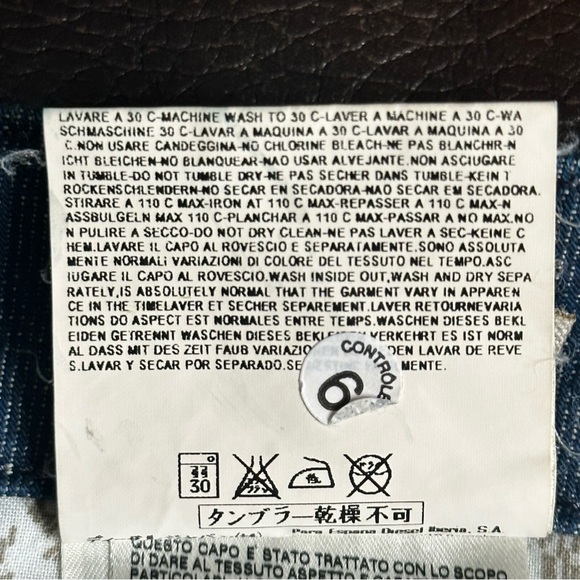 LAVARE A 30 C-MACHINE WASH TO 30 C-LAVER A MACHINE A 30 C-WA
SCHMASCHINE 30 C-LAVAR A MAQUINA A 30 C-LAVAR A MAQUINA A 30
C.NON USARE CANDEGGINA-NO CHLORINE BLEACH-NE PAS BLANCHIR-N
ICHT BLEICHEN-NO BLANQUEAR-NAO USAR ALVEJANTE.NON ASCIUGARE
IN TUMBLE-DO NOT TUMBLE DRY-NE PAS SECHER DANS TUMBLE-KEIN T
ROCKENSCHLENDERN-NO SECAR EN SECADORA-NAO SECAR EM SECADORA.
STIRARE A 110 C MAX-IRON AT 110 C MAX-REPASSER A 110 C MAX-N
ASSBULGELN MAX 110 C-PLANCHAR A 110 C MAX-PASSAR A NO MAX.NO
N PULIRE A SECCO-DO NOT DRY CLEAN-NE PAS LAVER A SEC-KEINE C
HEM.LAVARE IL CAPO AL ROVESCIO E SEPARATAMENTE.SONO ASSOLUTA
MENTE NORMALI VARIAZIONI DI COLORE DEL TESSUTO NEL TEMPO.ASC
IUGARE IL CAPO AL ROVESCIO.WASH INSIDE OUT,WASH AND DRY SEPA
RATELY,IS ABSOLUTELY NORMAL THAT THE GARMENT VARY IN APPAREN
CE IN THE TIMELAVER ET SECHER SEPAREMENT.LAVER RETOURNEVARIA
TIONS DO ASPECT EST NORMALES ENTRE TEMPS.WASCHEN DIESES BEKL
EIDEN GETRENNT WASCHEN DIESES VERKEHRT ES IST NORM
AL DASS MIT DES ZEIT FAUB DEN LAVAR DE REVE
S.LAVAR Y SECAR POR SEPARADO. MENTE.
CONTRÔLE
6
30
タンブラー乾燥不可
Para Espana Diesel Iberia, S.A
QUESTO CAPO E' STATO TRATTATO CON LO SCOPO
DI DARE AL TESSUTO ASPETTO E